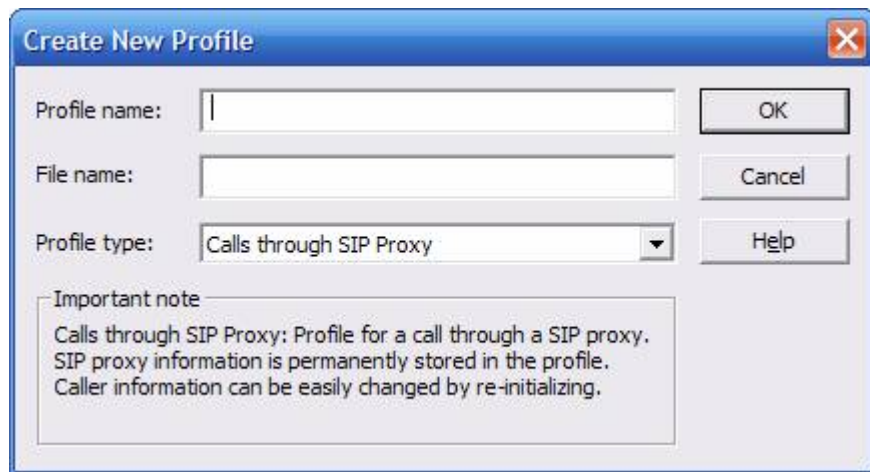 Create New Profile
Profile name:
OK
File name:
Cancel
Profile type:
Calls through SIP Proxy
Help
Important note
Calls through SIP Proxy: Profile for a call through a SIP proxy.
SIP proxy information is permanently stored in the profile.
Caller information can be easily changed by re-initializing.